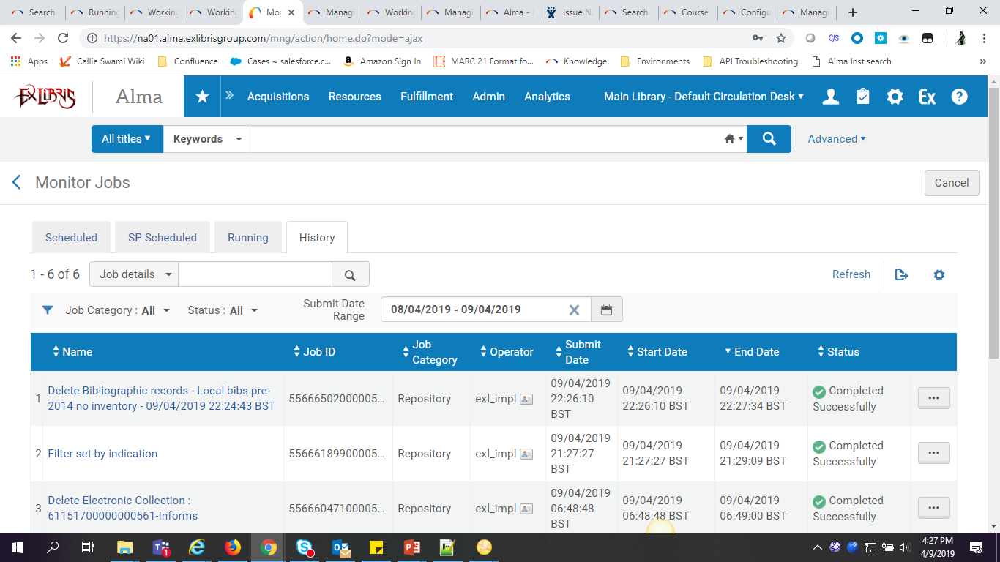 Search
Runnin
Working
Working
Mor
Managi
Working
Managi
Alma -
Issue N
Search
Course
Configu
Managi
https://na01.alma.exlibrisgroup.com/mng/action/home.do?mode=ajax
C/S
Apps
Callie Swami Wiki
Confluence
Cases ~ salesforce.c...
Amazon Sign In
MARC 21 Format fo...
Knowledge
Environments
API Troubleshooting
Alma Inst search
»
EXLIBRIS
Alma
Acquisitions
Resources
Fulfillment
Admin
Analytics
Main Library - Default Circulation Desk
Ex
?
All titles
Keywords
Advanced
Monitor Jobs
Cancel
Scheduled
SP Scheduled
Running
History
1 - 6 of 6
Job details
Refresh
Job Category : All
Status : All
Submit Date
Range
08/04/2019 - 09/04/2019
Name
Job ID
Job
Category
Operator
Submit
Date
Start Date
End Date
Status
1
Delete Bibliographic records - Local bibs pre-
2014 no inventory - 09/04/2019 22:24:43 BST
55666502000005...
Repository
exl_impl
09/04/2019
22:26:10
BST
09/04/2019
22:26:10 BST
09/04/2019
22:27:34 BST
Completed
Successfully
...
2
Filter set by indication
55666189900005...
Repository
exl_impl
09/04/2019
21:27:27
BST
09/04/2019
21:27:27 BST
09/04/2019
21:29:09 BST
Completed
Successfully
...
3
Delete Electronic Collection :
61151700000000561-Informs
55666047100005...
Repository
exl_impl
09/04/2019
06:48:48
BST
09/04/2019
06:48:48 BST
09/04/2019
06:49:00 BST
Completed
Successfully
...
1
4:27 PM
4/9/2019